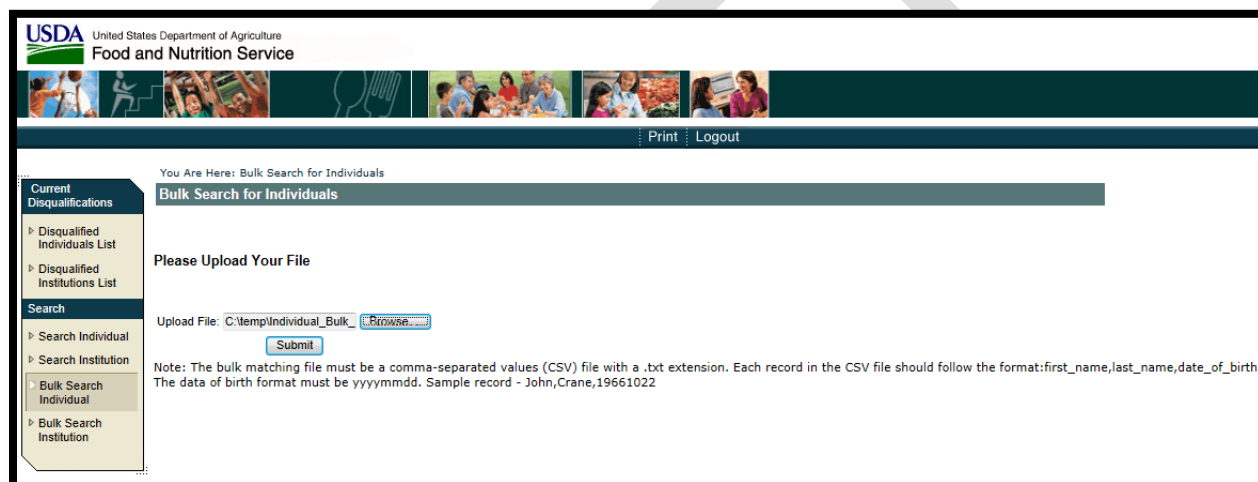 USDA United States Department of Agriculture
Food and Nutrition Service
Print Logout
You Are Here: Bulk Search for Individuals
Bulk Search for Individuals
Current
Disqualifications
Disqualified
Individuals List
Disqualified
Institutions List
Search
Search Individual
Search Institution
Bulk Search
Individual
Bulk Search
Institution
Please Upload Your File
Upload File: C:\temp\Individual_Bulk_ Browse...
Submit
Note: The bulk matching file must be a comma-separated values (CSV) file with a .txt extension. Each record in the CSV file should follow the format:first_name,last_name,date_of_birth
The data of birth format must be yyyymmdd. Sample record - John,Crane,19661022